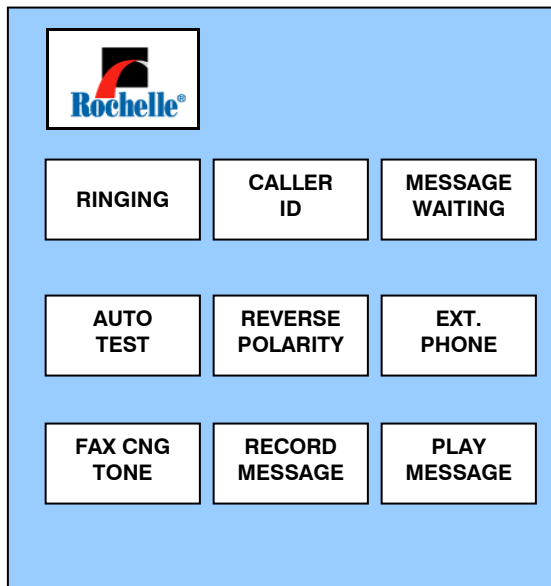 Rochelle®
RINGING
CALLER
ID
MESSAGE
WAITING
AUTO
TEST
REVERSE
POLARITY
EXT.
PHONE
FAX CNG
TONE
RECORD
MESSAGE
PLAY
MESSAGE